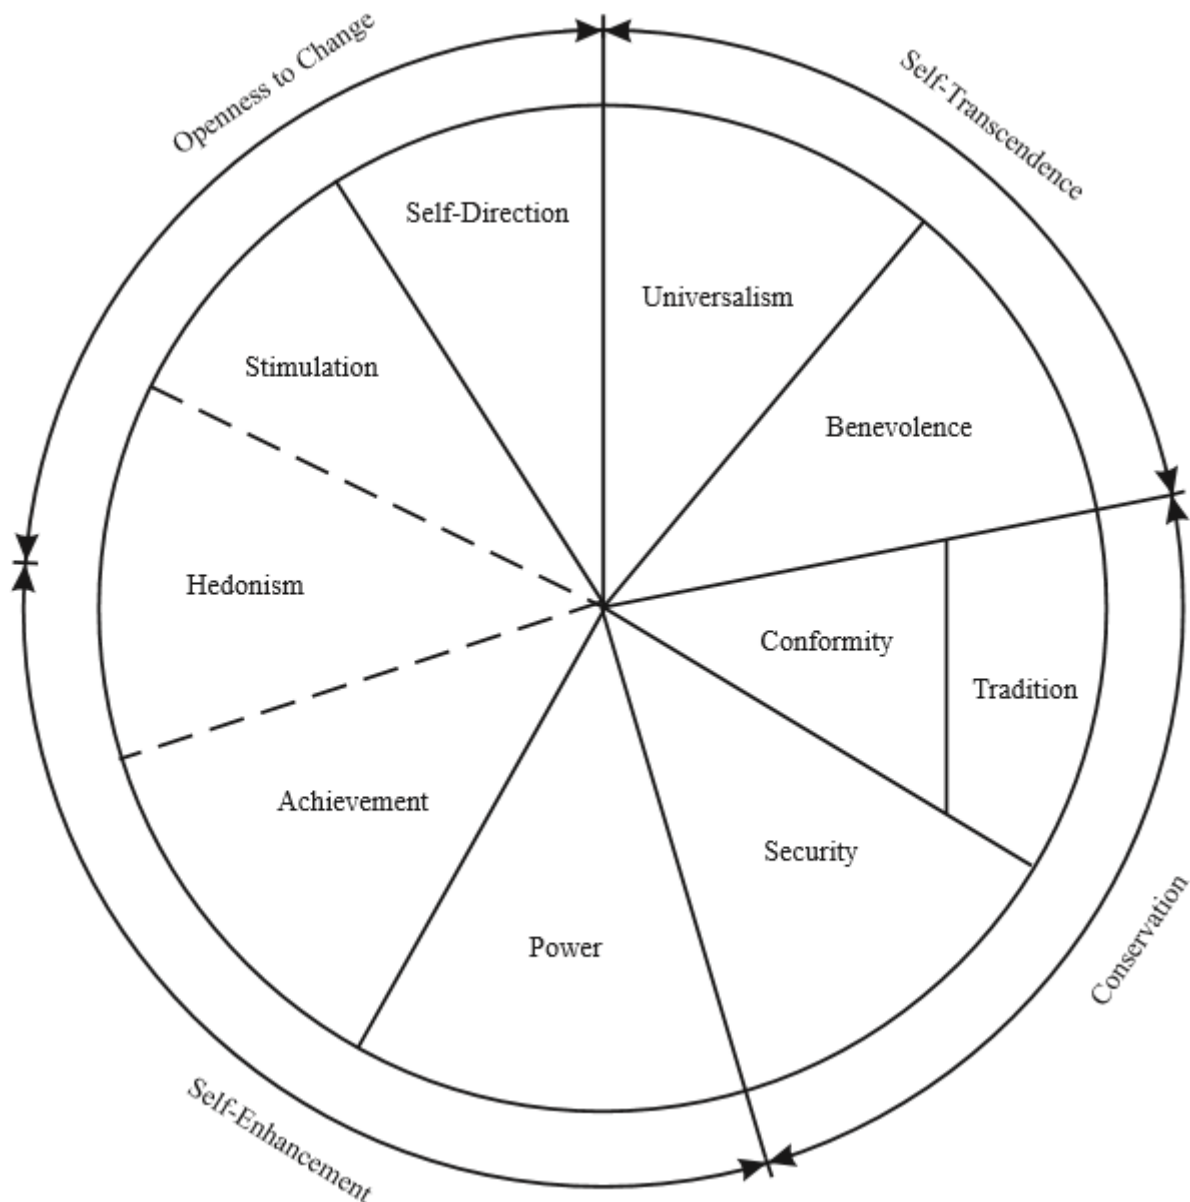 Openness to Change
Self-Transcendence
Self-Direction
Universalism
Stimulation
Benevolence
Hedonism
Conformity
Tradition
Achievement
Security
Power
Conservation
Self-Enhancement